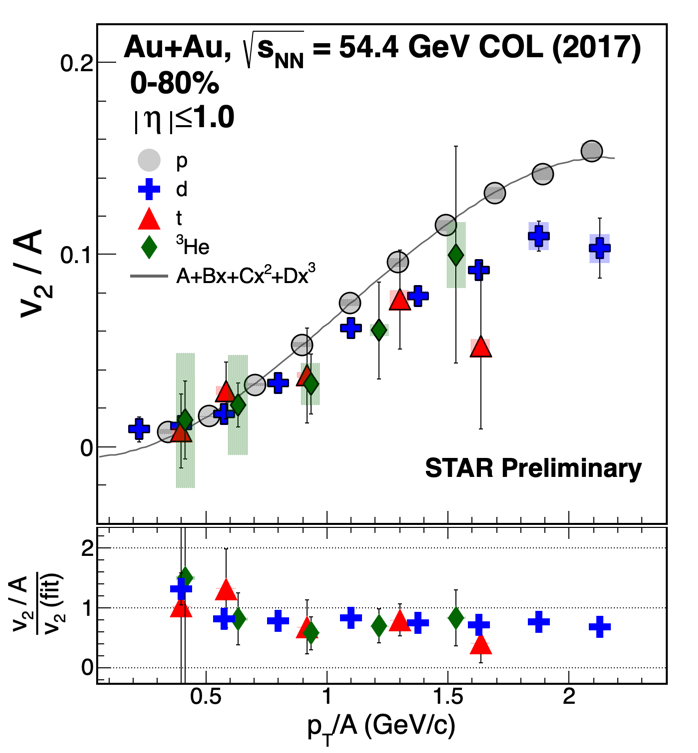 Au+Au, √s_NN = 54.4 GeV COL (2017)
0-80%
|η|≤1.0
p
d
t
³He
A+Bx+Cx²+Dx³
STAR Preliminary
v₂ / A
0.2
0.1
0
v₂ / A
v₂ (fit)
2
1
0
0.5
1
1.5
2
p_T/A (GeV/c)